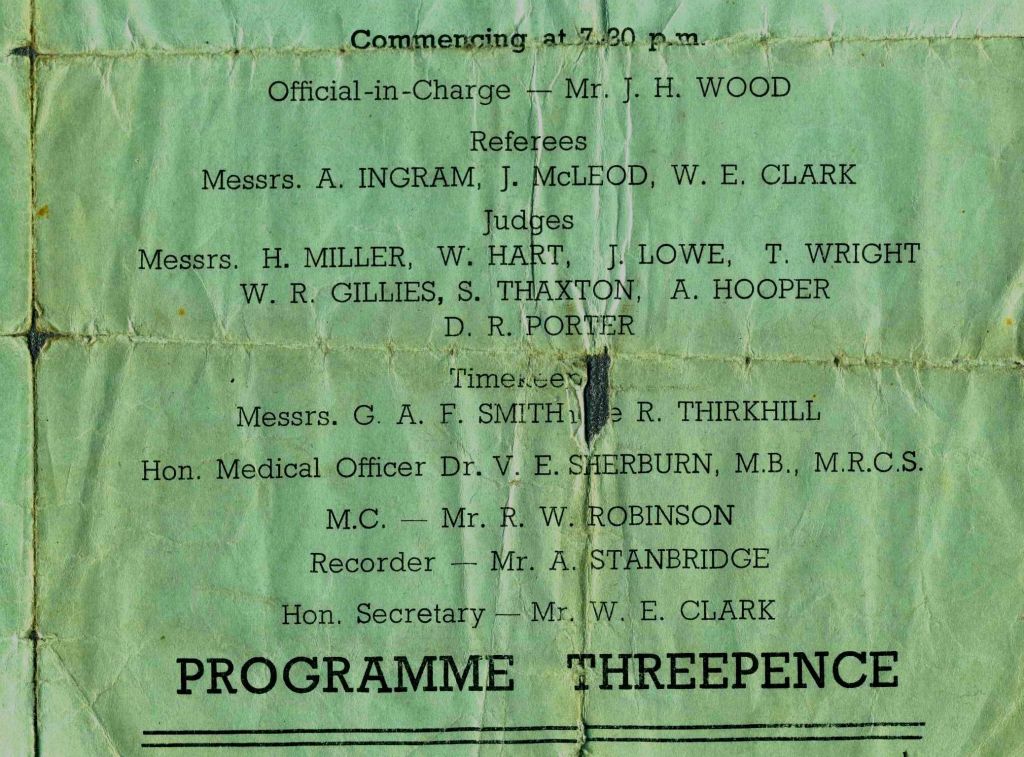 Commencing at 7.30 p.m.
Official-in-Charge — Mr. J. H. WOOD
Referees
Messrs. A. INGRAM, J. McLEOD, W. E. CLARK
Judges
Messrs. H. MILLER, W. HART, J. LOWE, T. WRIGHT
W. R. GILLIES, S. THAXTON, A. HOOPER
D. R. PORTER
Messrs. G. A. F. SMITH R. THIRKHILL
Hon. Medical Officer Dr. V. E. SHERBURN, M.B., M.R.C.S.
M.C. — Mr. R. W. ROBINSON
Recorder — Mr. A. STANBRIDGE
Hon. Secretary — Mr. W. E. CLARK
PROGRAMME THREEPENCE